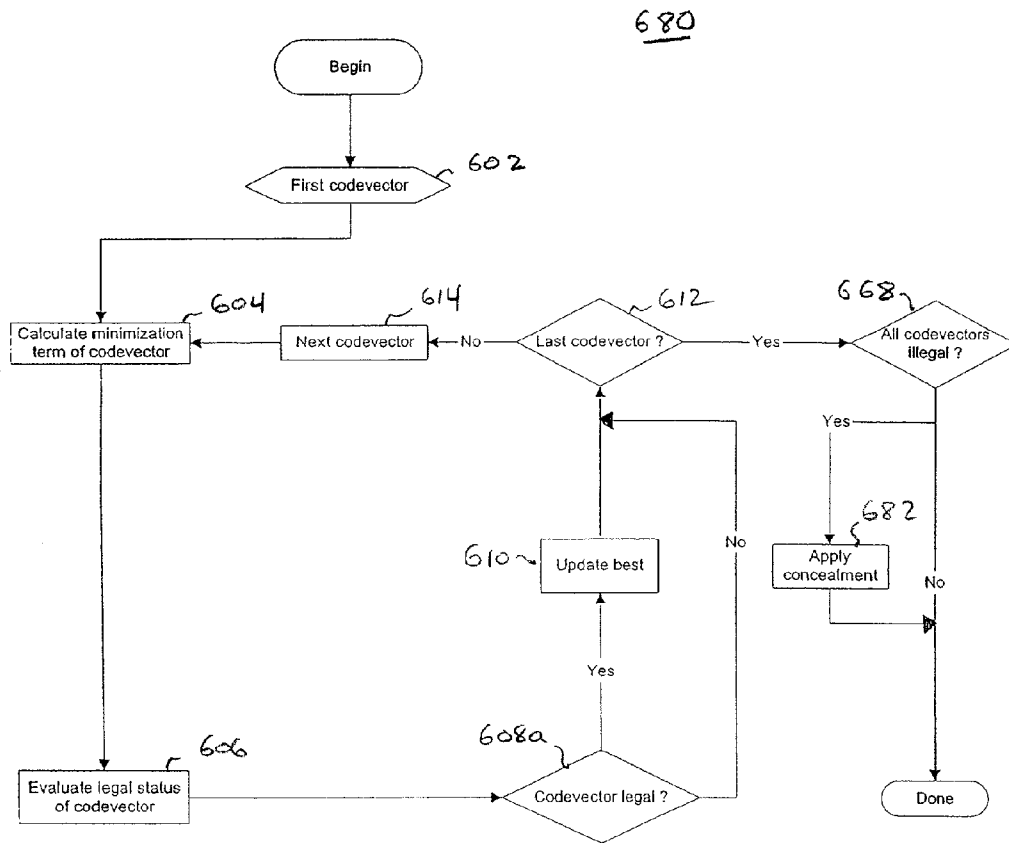 680
Begin
602
First codevector
604
Calculate minimization
term of codevector
614
Next codevector
No
612
Last codevector ?
Yes
668
All codevectors
illegal ?
Yes
682
Apply
concealment
No
No
610
Update best
Yes
606
Evaluate legal status
of codevector
608a
Codevector legal ?
Done